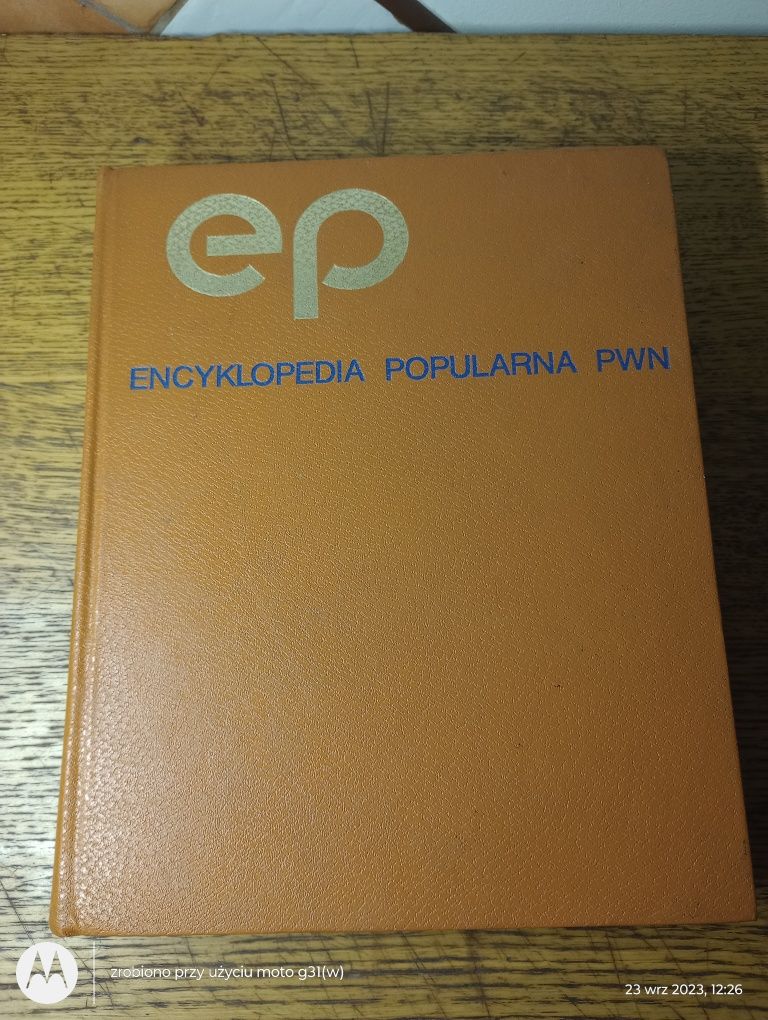 ep
ENCYKLOPEDIA POPULARNA PWN
zrobiono przy użyciu moto g31(w)
23 wrz 2023, 12:26